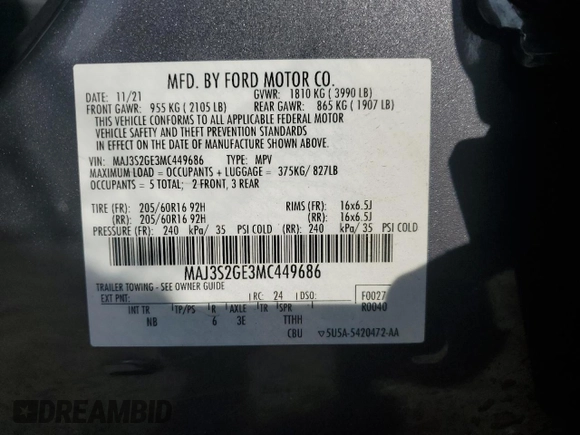 MFD. BY FORD MOTOR CO.
DATE: 11/21 GVWR: 1810 KG ( 3990 LB)
FRONT GAWR: 955 KG ( 2105 LB) REAR GAWR: 865 KG ( 1907 LB)
THIS VEHICLE CONFORMS TO ALL APPLICABLE FEDERAL MOTOR
VEHICLE SAFETY AND THEFT PREVENTION STANDARDS
IN EFFECT ON THE DATE OF MANUFACTURE SHOWN ABOVE.
VIN: MAJ3S2GE3MC449686 TYPE: MPV
MAXIMUM LOAD = OCCUPANTS + LUGGAGE = 375KG/ 827LB
OCCUPANTS = 5 TOTAL; 2 FRONT, 3 REAR
TIRE (FR): 205/60R16 92H RIMS (FR): 16x6.5J
(RR): 205/60R16 92H (RR): 16x6.5J
PRESSURE (FR): 240 kPa/ 35 PSI COLD (RR): 240 kPa/ 35 PSI COLD
MAJ3S2GE3MC449686
TRAILER TOWING - SEE OWNER GUIDE
EXT PNT: RC: 24 DSO: F0027
R0040
INT TR TP/PS R AXLE TR SPR
NB 6 3E TTHH
CBU 5U5A-5420472-AA
DREAMBID